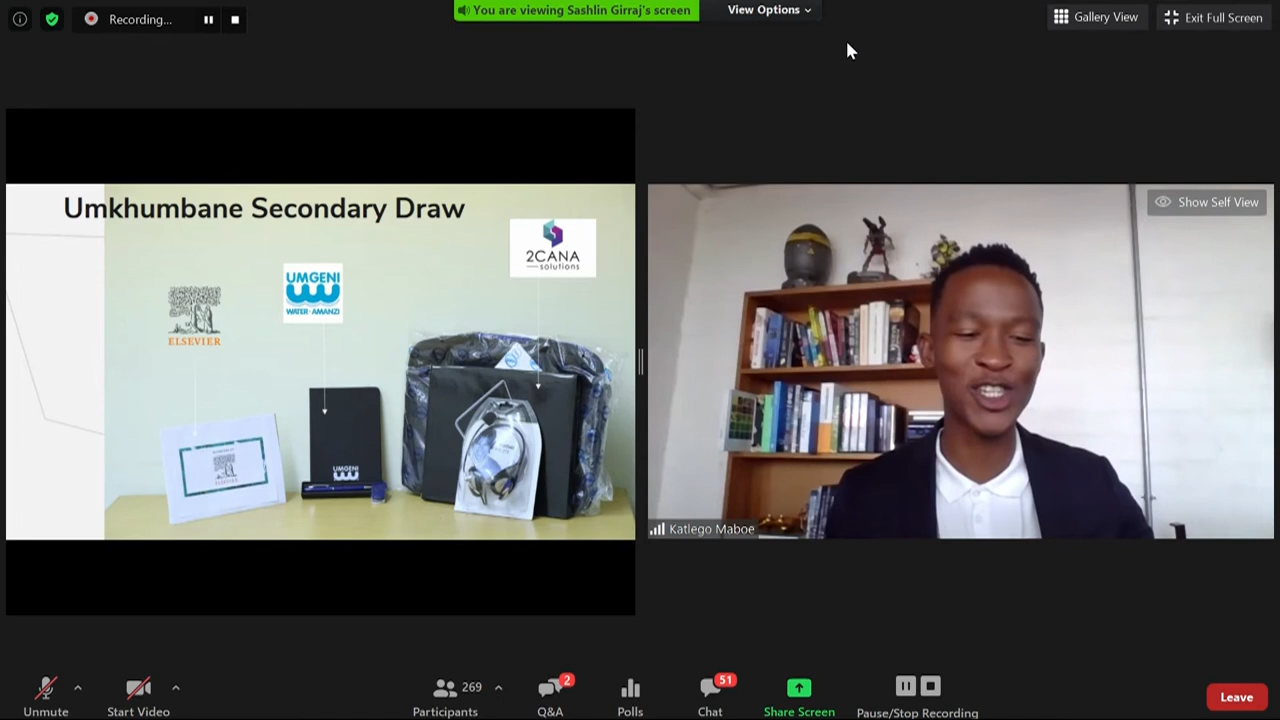 Recording...
You are viewing Sashlin Girraj's screen
View Options
Gallery View
Exit Full Screen
Umkhumbane Secondary Draw
2CANA
solutions
UMGENI
WATER • AMANZI
ELSEVIER
UMGENI
Show Self View
Katlego Maboe
269
2
51
Unmute
Start Video
Participants
Q&A
Polls
Chat
Share Screen
Pause/Stop Recording
Leave